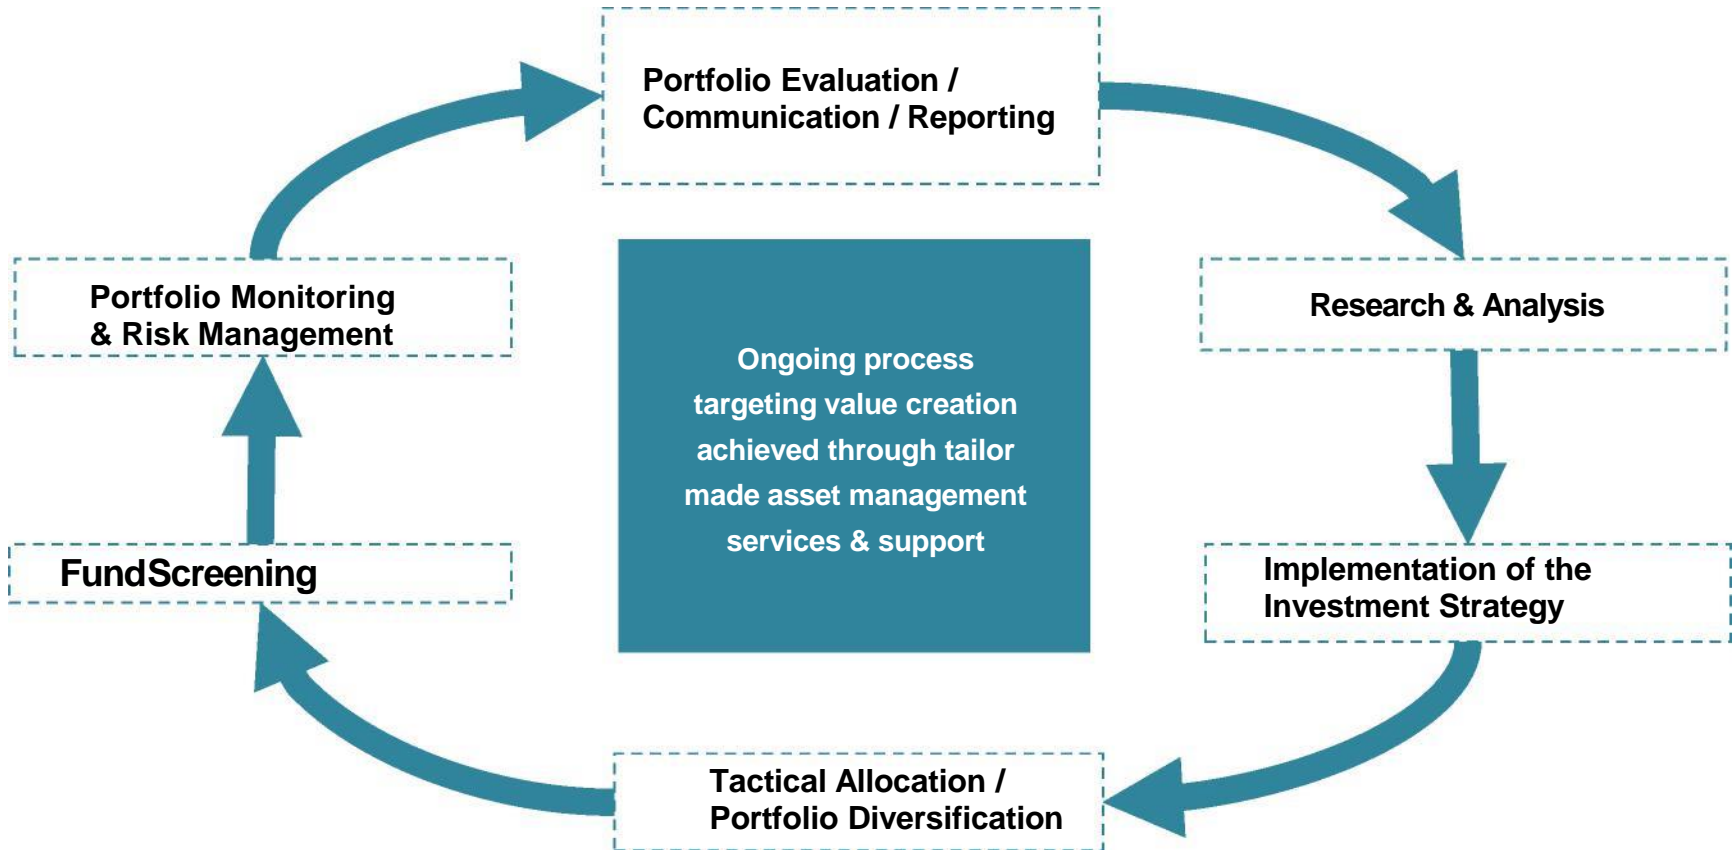 Portfolio Evaluation /
Communication / Reporting
Portfolio Monitoring
& Risk Management
Research & Analysis
Ongoing process
targeting value creation
achieved through tailor
made asset management
services & support
FundScreening
Implementation of the
Investment Strategy
Tactical Allocation /
Portfolio Diversification